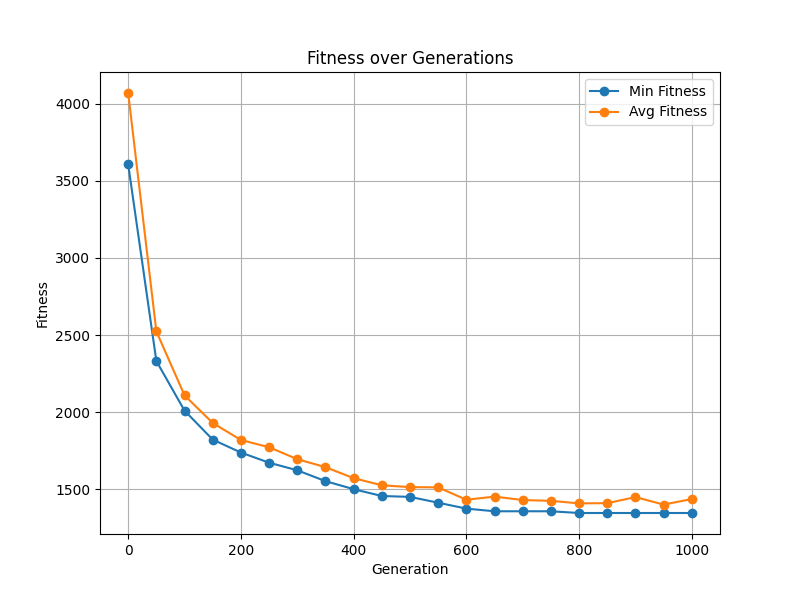 Fitness over Generations
Min Fitness
Avg Fitness
4000
3500
3000
2500
2000
1500
Fitness
0 200 400 600 800 1000
Generation